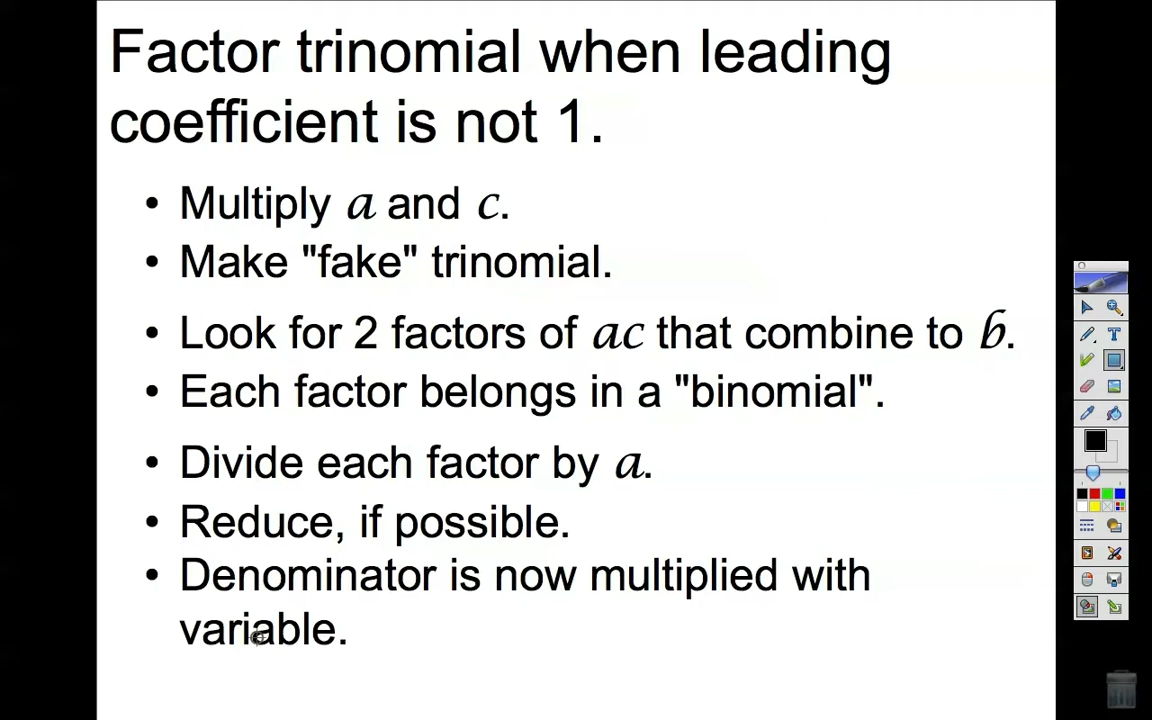 Factor trinomial when leading
coefficient is not 1.
• Multiply a and c.
• Make "fake" trinomial.
• Look for 2 factors of ac that combine to b.
• Each factor belongs in a "binomial".
• Divide each factor by a.
• Reduce, if possible.
• Denominator is now multiplied with
variable.